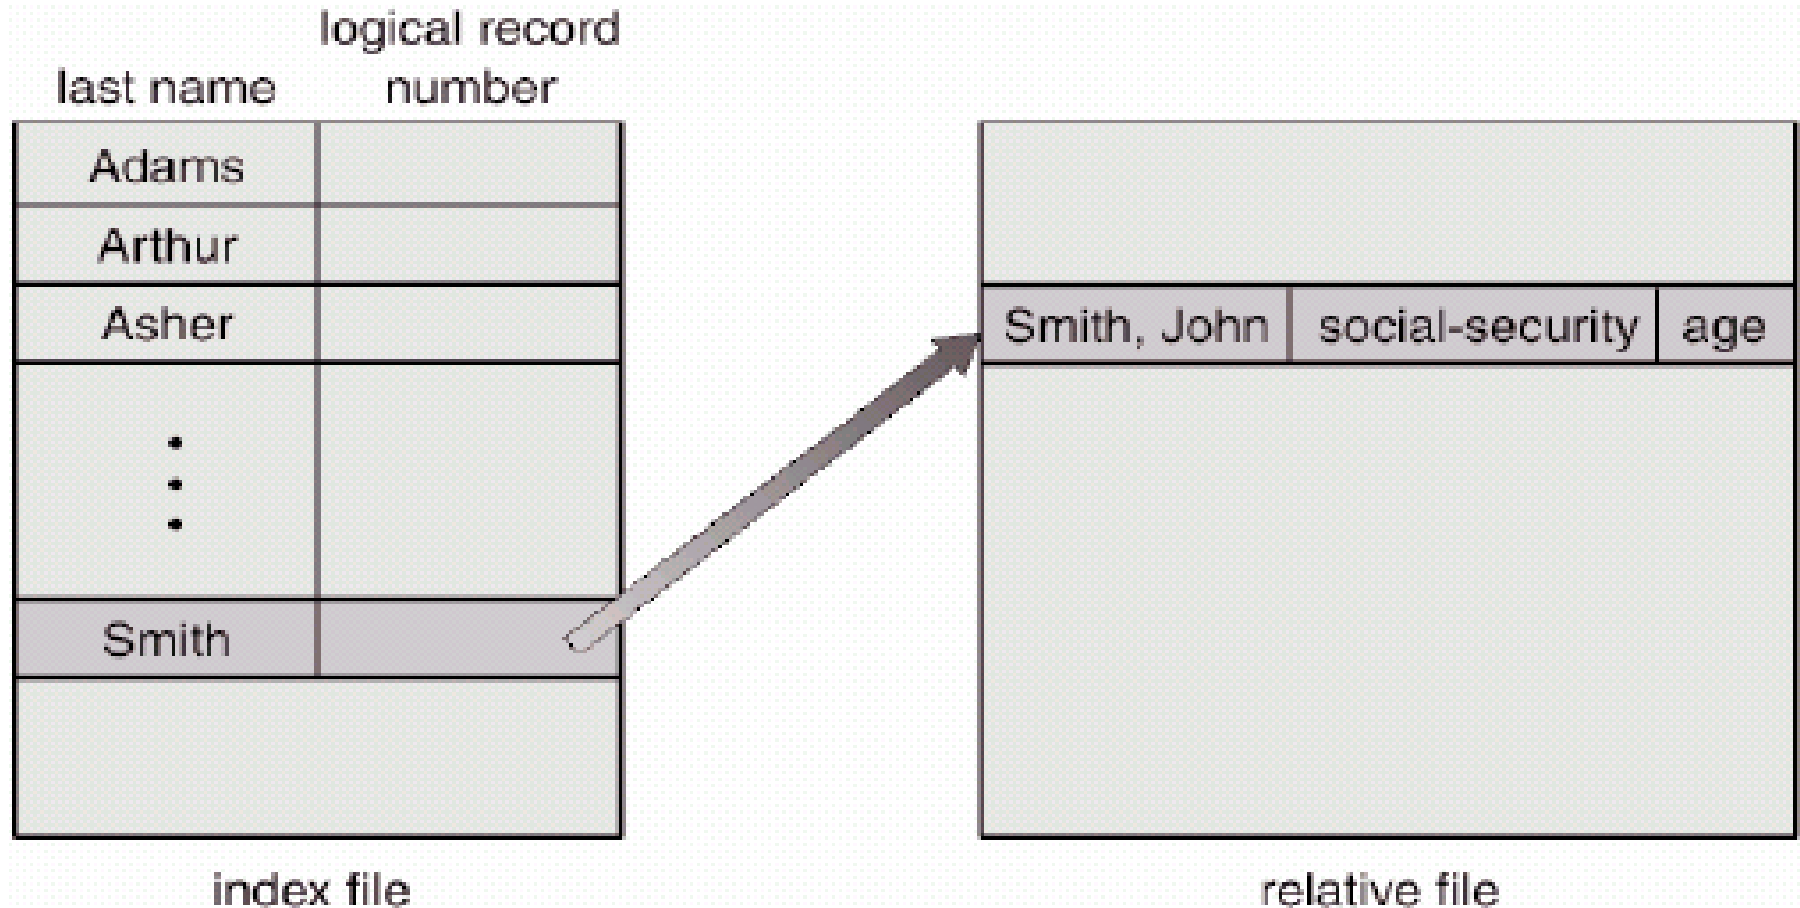 logical record
last name number
Adams
Arthur
Asher
Smith
index file
Smith, John social-security age
relative file